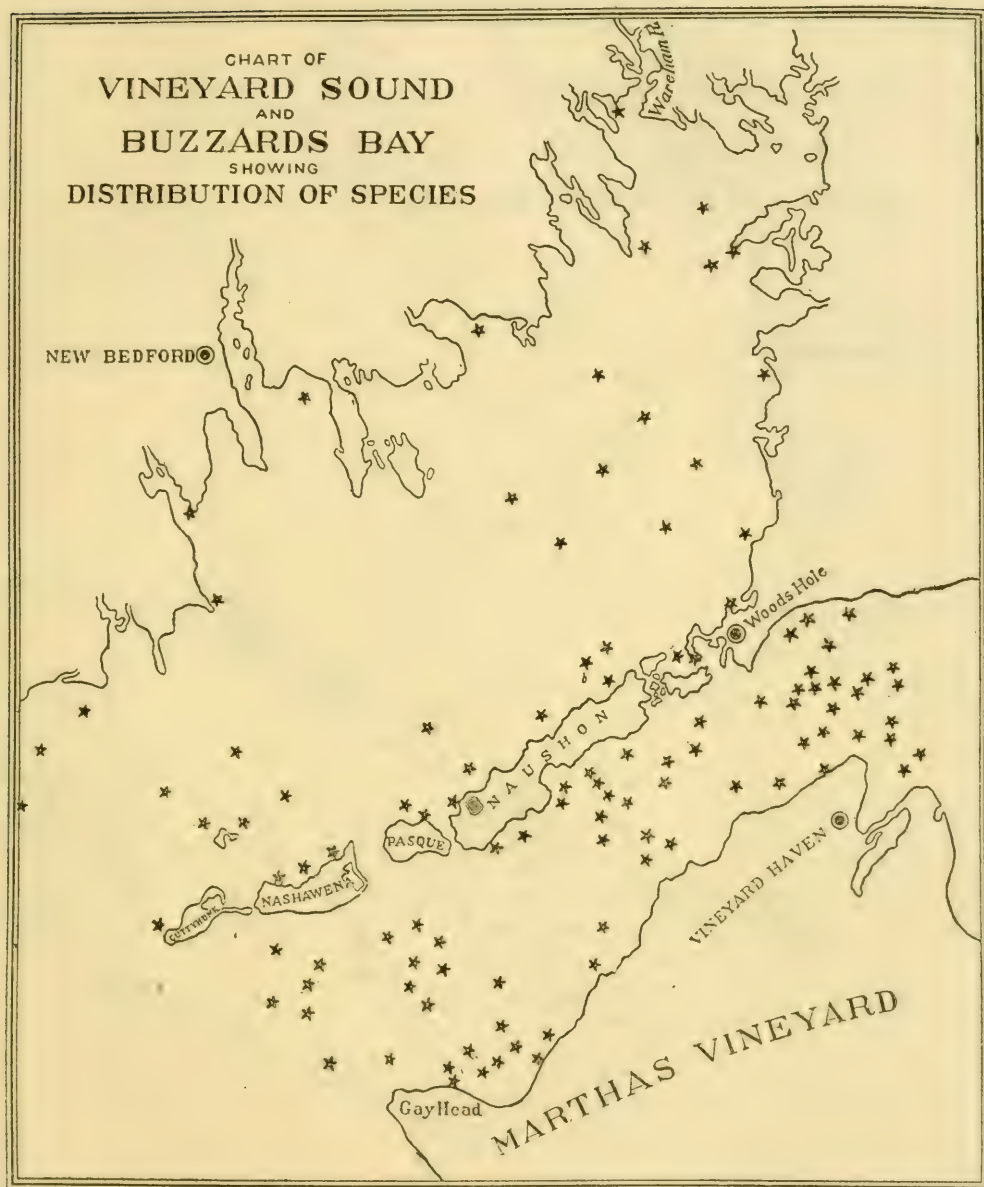 CHART OF
VINEYARD SOUND
AND
BUZZARDS BAY
SHOWING
DISTRIBUTION OF SPECIES
Wareham R.
NEW BEDFORD
Woods Hole
NAUSHON
PASQUE
NASHAWENA
CUTTYHUNK
VINEYARD HAVEN
MARTHAS VINEYARD
Gay Head